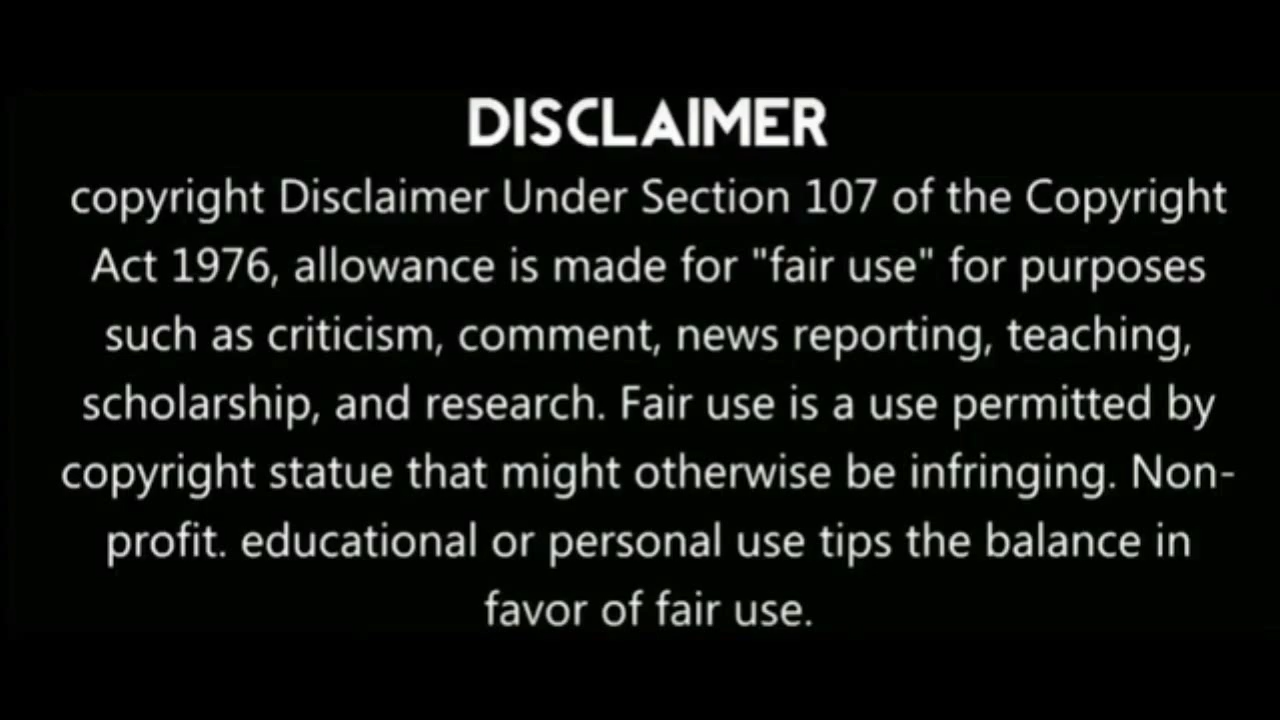 DISCLAIMER
copyright Disclaimer Under Section 107 of the Copyright
Act 1976, allowance is made for "fair use" for purposes
such as criticism, comment, news reporting, teaching,
scholarship, and research. Fair use is a use permitted by
copyright statue that might otherwise be infringing. Non-
profit. educational or personal use tips the balance in
favor of fair use.